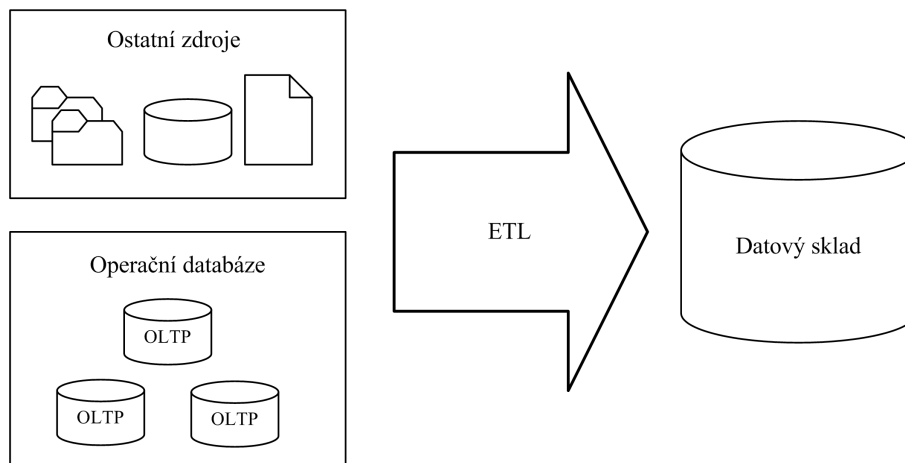 Ostatní zdroje
Operační databáze
OLTP
OLTP
OLTP
ETL
Datový sklad